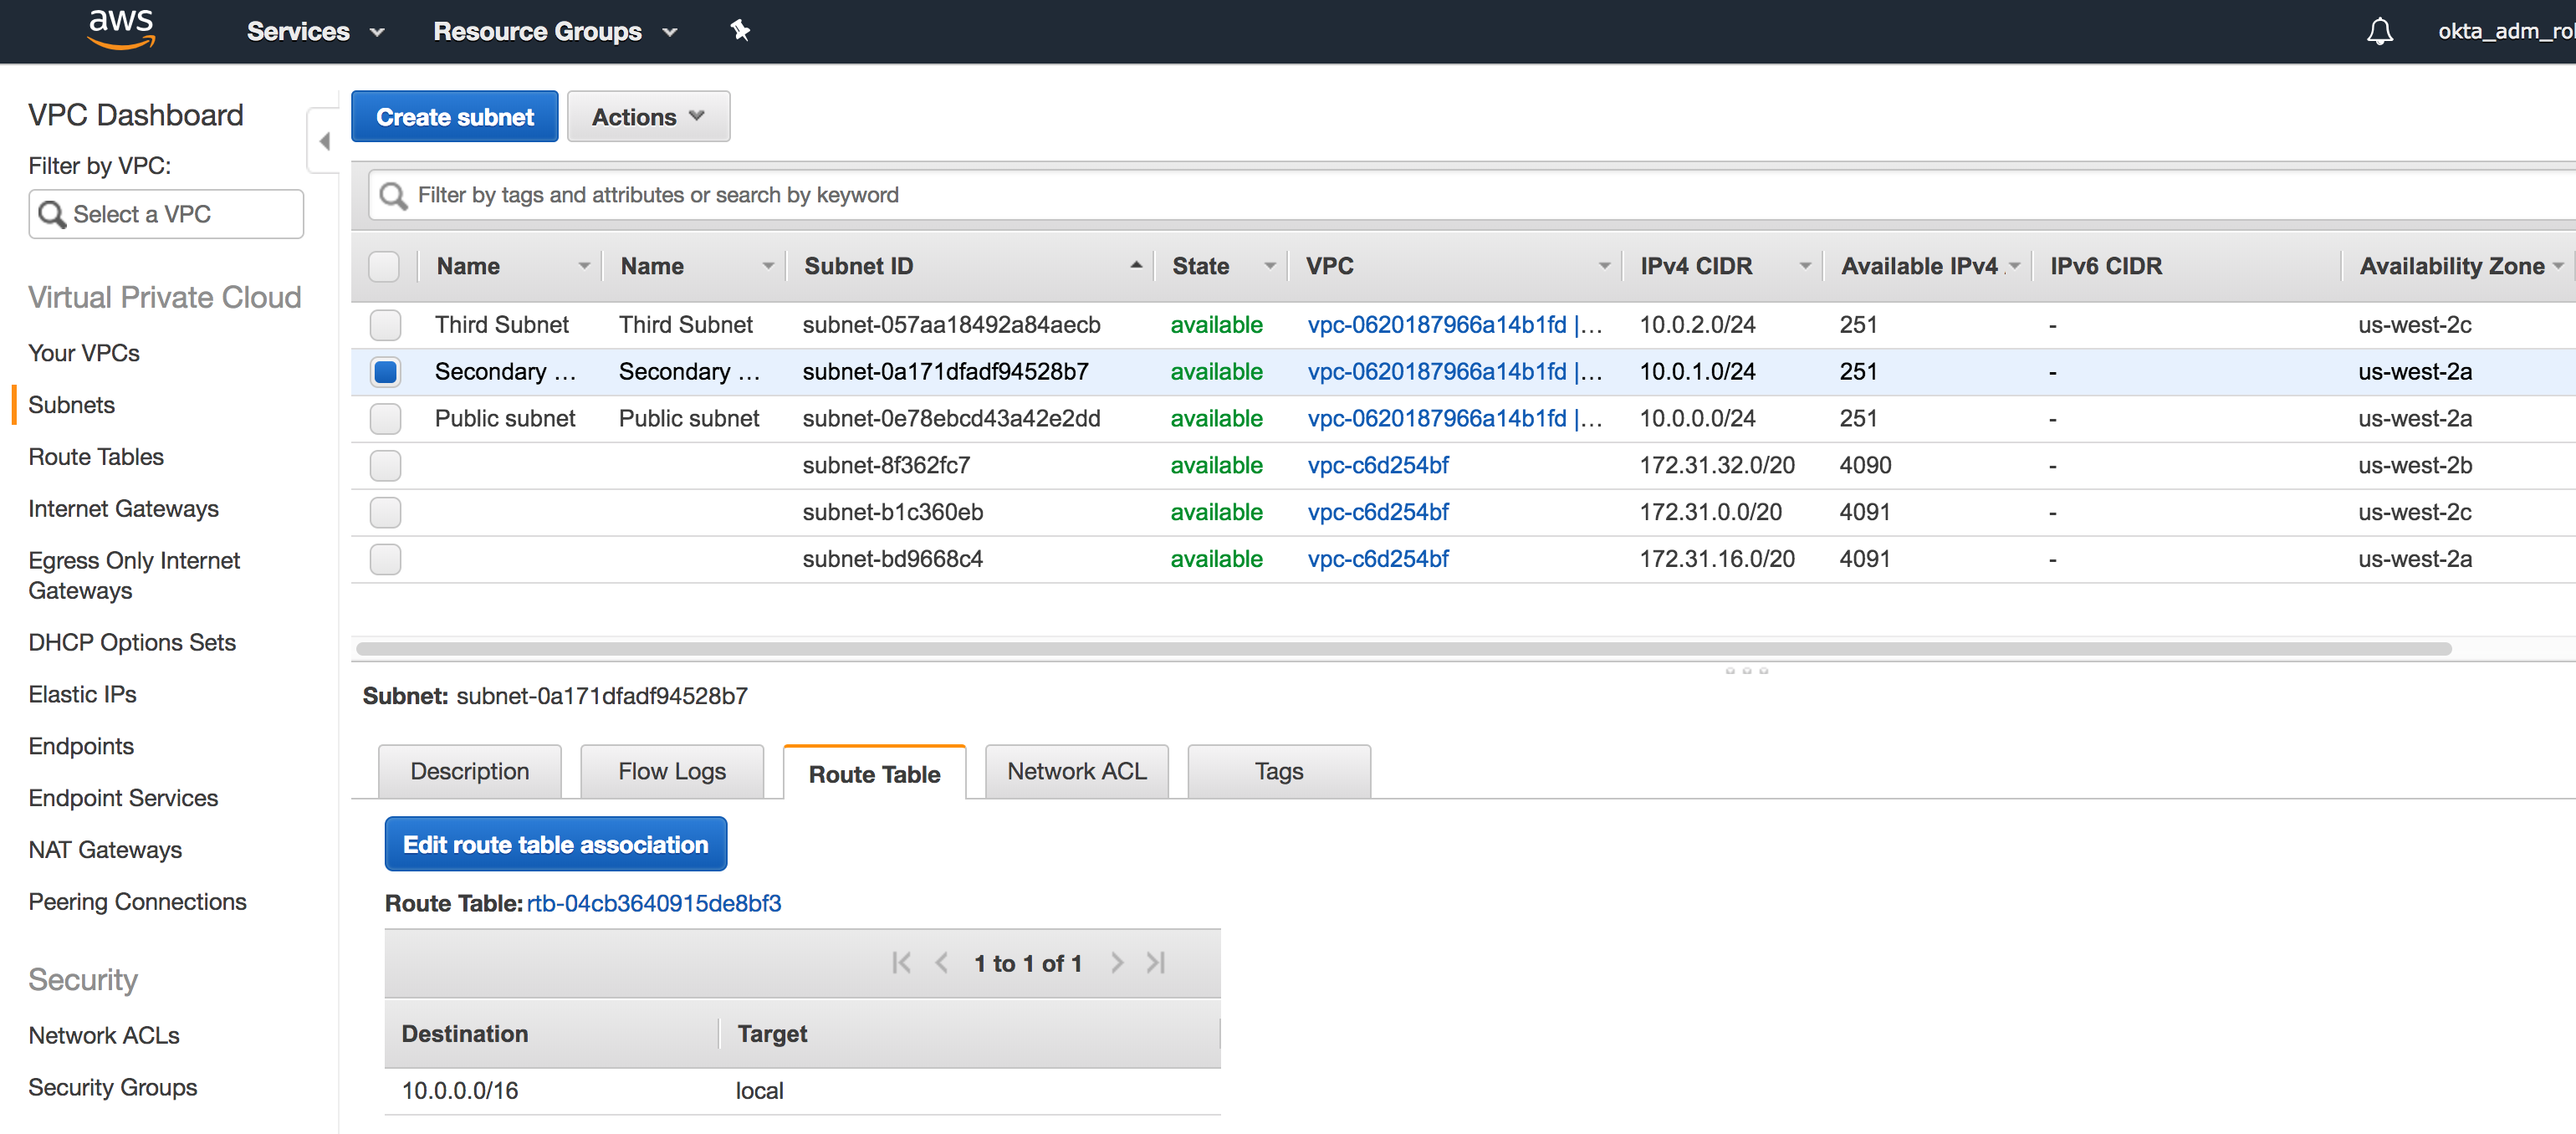 aws Services Resource Groups okta_adm_rol
VPC Dashboard
Filter by VPC:
Select a VPC
Virtual Private Cloud
Your VPCs
Subnets
Route Tables
Internet Gateways
Egress Only Internet
Gateways
DHCP Options Sets
Elastic IPs
Endpoints
Endpoint Services
NAT Gateways
Peering Connections
Security
Network ACLs
Security Groups
Create subnet Actions
Filter by tags and attributes or search by keyword
Name Name Subnet ID State VPC IPv4 CIDR Available IPv4 . IPv6 CIDR Availability Zone
Third Subnet Third Subnet subnet-057aa18492a84aecb available vpc-0620187966a14b1fd |... 10.0.2.0/24 251 - us-west-2c
Secondary ... Secondary ... subnet-0a171dfadf94528b7 available vpc-0620187966a14b1fd |... 10.0.1.0/24 251 - us-west-2a
Public subnet Public subnet subnet-0e78ebcd43a42e2dd available vpc-0620187966a14b1fd |... 10.0.0.0/24 251 - us-west-2a
subnet-8f362fc7 available vpc-c6d254bf 172.31.32.0/20 4090 - us-west-2b
subnet-b1c360eb available vpc-c6d254bf 172.31.0.0/20 4091 - us-west-2c
subnet-bd9668c4 available vpc-c6d254bf 172.31.16.0/20 4091 - us-west-2a
Subnet: subnet-0a171dfadf94528b7
Description Flow Logs Route Table Network ACL Tags
Edit route table association
Route Table: rtb-04cb3640915de8bf3
1 to 1 of 1
Destination Target
10.0.0.0/16 local